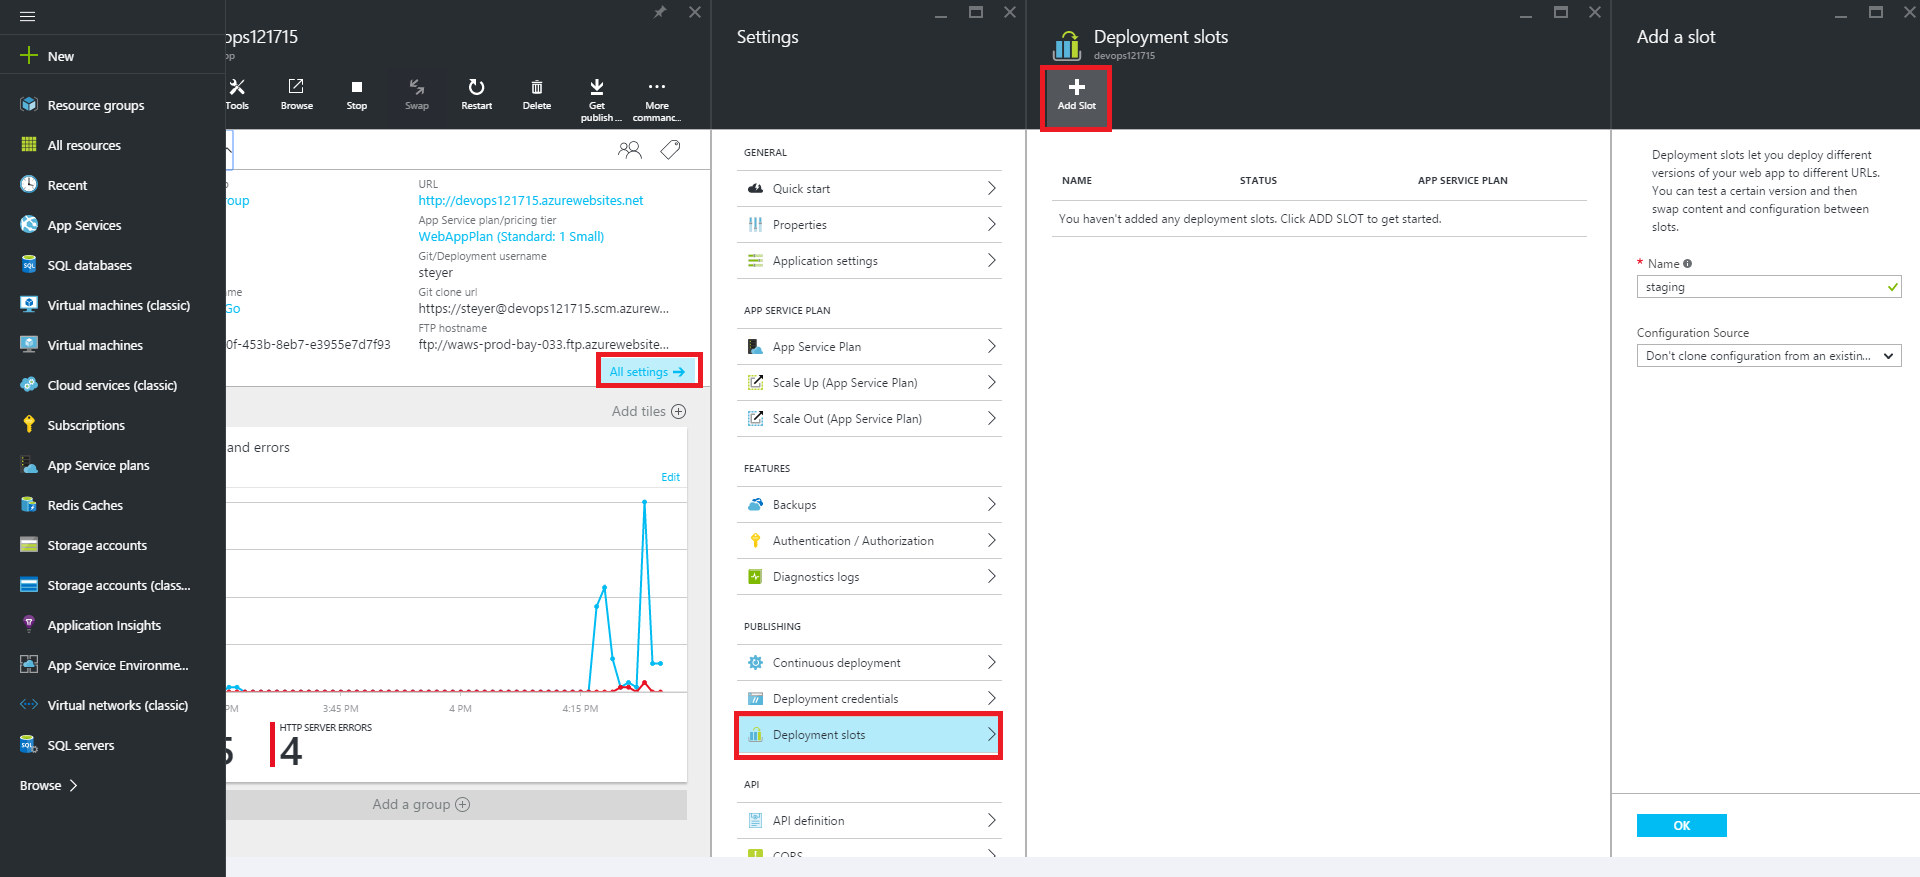 New
Resource groups
All resources
Recent
App Services
SQL databases
Virtual machines (classic)
Virtual machines
Cloud services (classic)
Subscriptions
App Service plans
Redis Caches
Storage accounts
Storage accounts (class...
Application Insights
App Service Environme...
Virtual networks (classic)
SQL servers
Browse
ops121715
Tools
Browse
Stop
Swap
Restart
Delete
Get
publish ...
More
commanc...
roup
me
Go
0f-453b-8eb7-e3955e7d7f93
URL
http://devops121715.azurewebsites.net
App Service plan/pricing tier
WebAppPlan (Standard: 1 Small)
Git/Deployment username
steyer
Git clone url
https://steyer@devops121715.scm.azurew...
FTP hostname
ftp://waws-prod-bay-033.ftp.azurewebsite...
All settings
Add tiles
and errors
Edit
PM
3:45 PM
4 PM
4:15 PM
HTTP SERVER ERRORS
4
Add a group
Settings
GENERAL
Quick start
Properties
Application settings
APP SERVICE PLAN
App Service Plan
Scale Up (App Service Plan)
Scale Out (App Service Plan)
FEATURES
Backups
Authentication / Authorization
Diagnostics logs
PUBLISHING
Continuous deployment
Deployment credentials
Deployment slots
API
API definition
CORS
Deployment slots
devops121715
Add Slot
NAME
STATUS
APP SERVICE PLAN
You haven't added any deployment slots. Click ADD SLOT to get started.
Add a slot
Deployment slots let you deploy different
versions of your web app to different URLs.
You can test a certain version and then
swap content and configuration between
slots.
* Name
staging
Configuration Source
Don't clone configuration from an existin...
OK